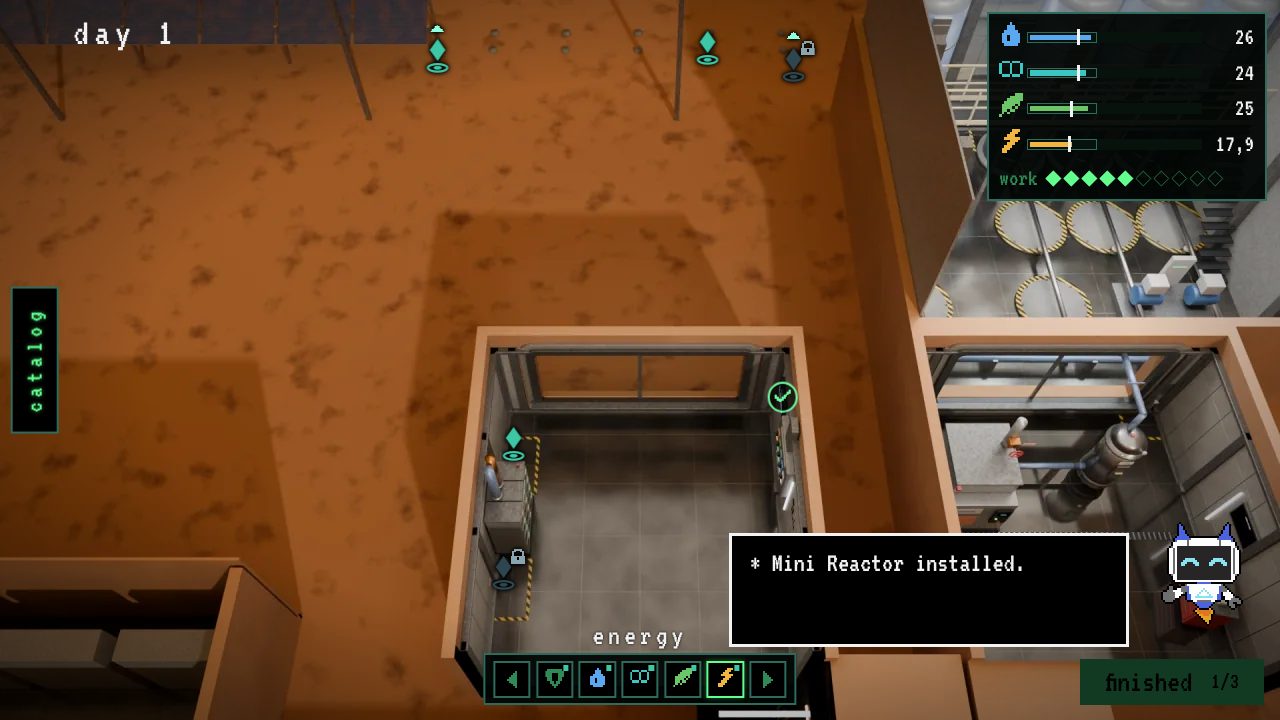 day 1
26
24
25
17,9
work
catalog
* Mini Reactor installed.
energy
finished 1/3